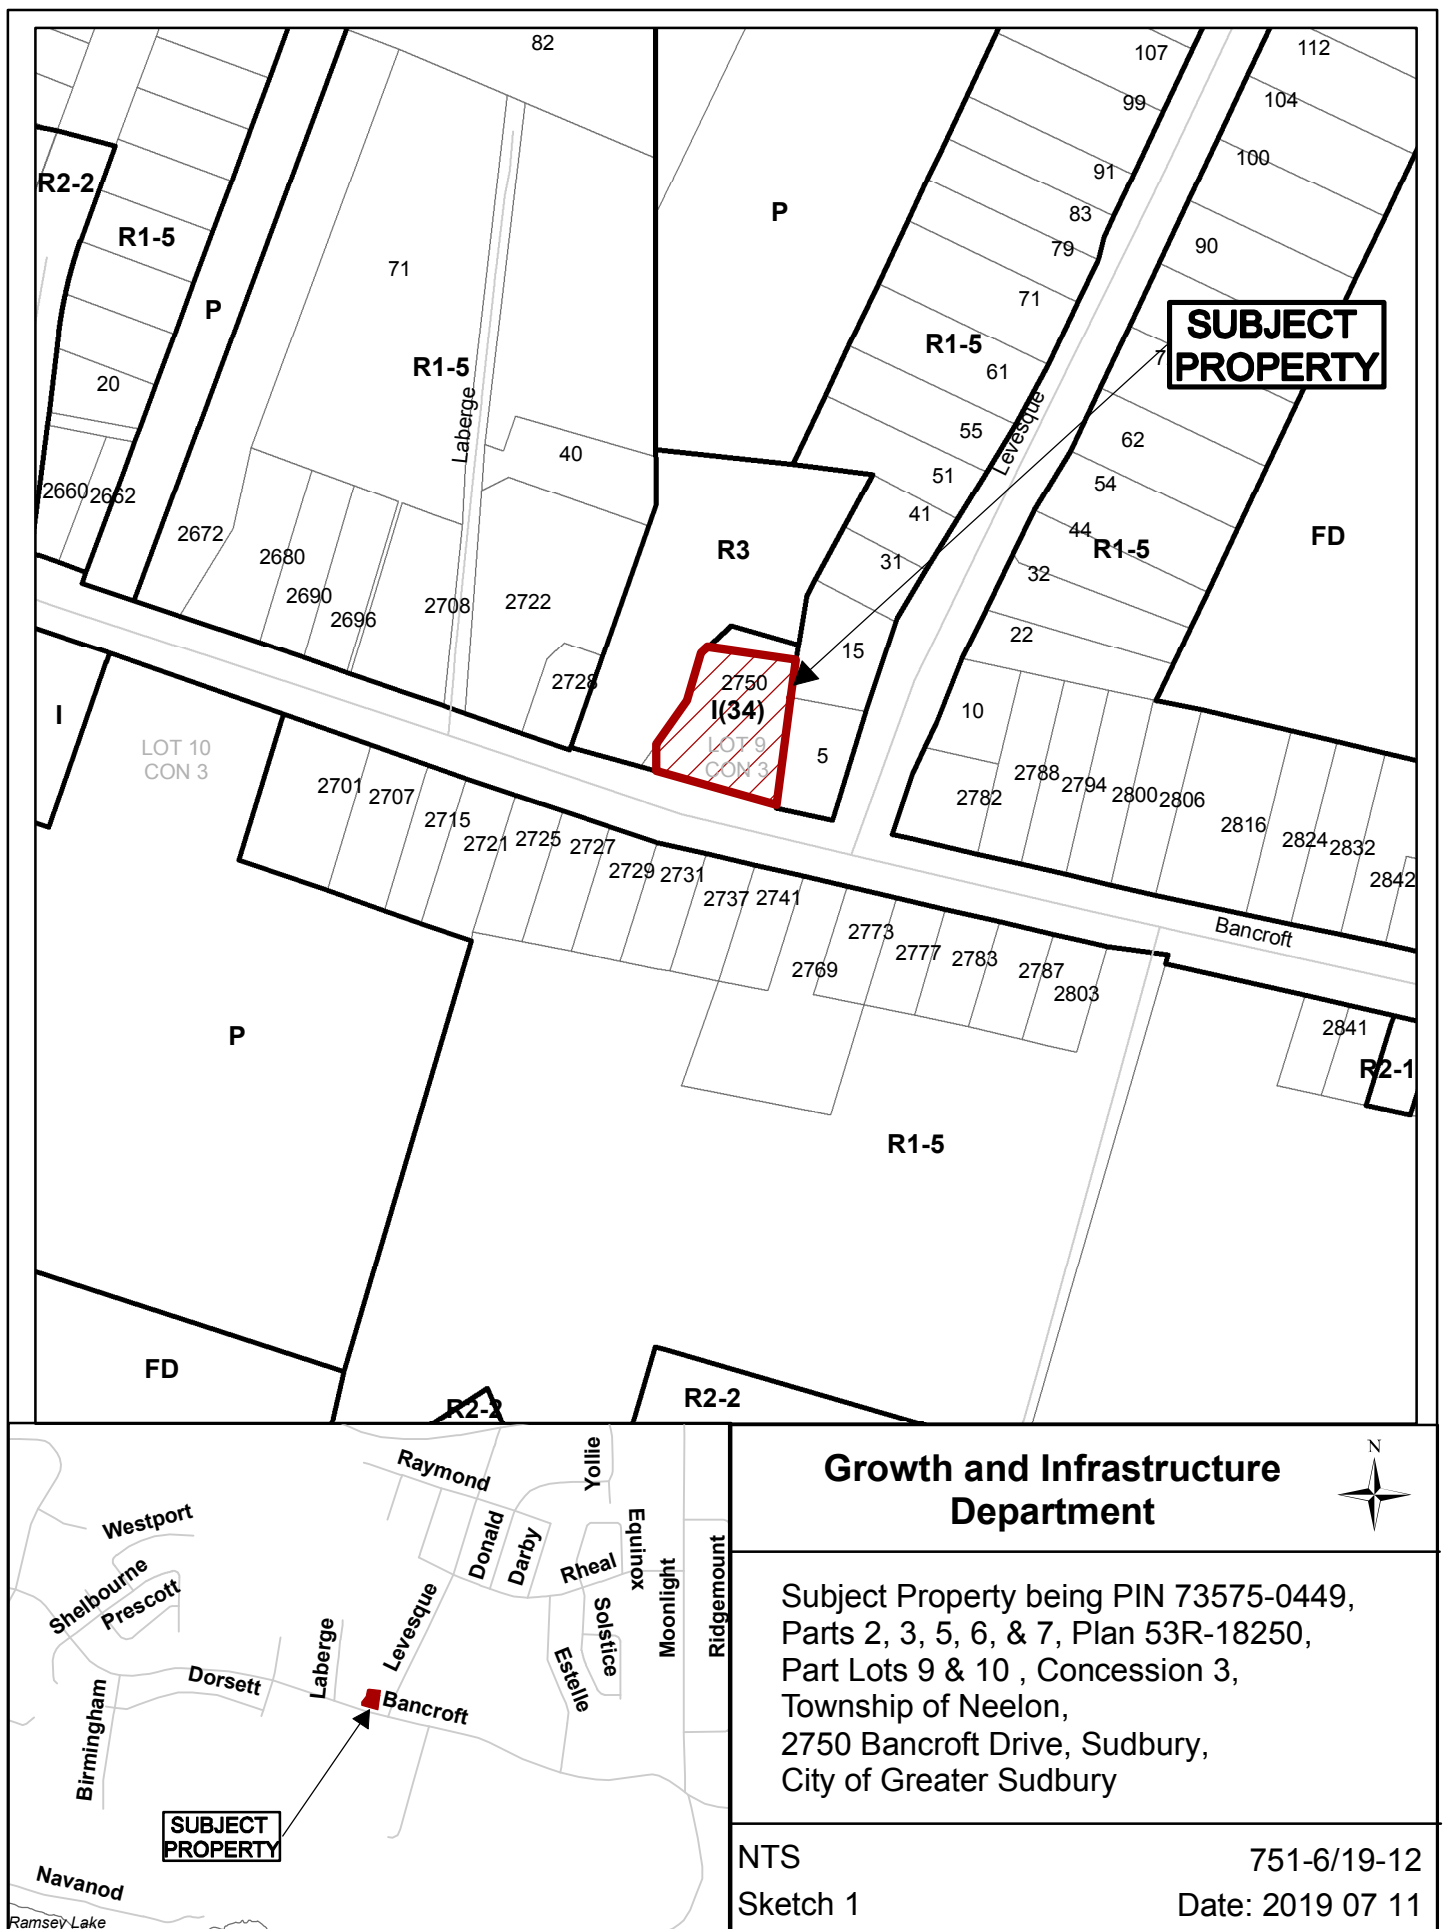 82
107
112
99
104
91
100
R2-2
P
83
R1-5
79
90
71
P
71
SUBJECT
PROPERTY
R1-5
7
R1-5
61
20
Laberge
Levesque
55
62
40
51
54
2660
2662
41
44
2672
R3
R1-5
FD
2680
31
32
2690
2708
2722
2696
22
15
2728
2750
I
I(34)
10
LOT 10
CON 3
LOT 9
CON 3
5
2701
2707
2788
2794
2800
2806
2782
2715
2721
2725
2727
2816
2824
2832
2729
2731
2842
2737
2741
2773
Bancroft
2777
2783
2769
2787
2803
2841
P
R2-1
R1-5
FD
R2-2
R2-2
Raymond
Yollie
Westport
Donald
Darby
Equinox
Rheal
Moonlight
Ridgemount
Shelbourne
Prescott
Levesque
Solstice
Laberge
Estelle
Dorsett
Bancroft
Birmingham
SUBJECT
PROPERTY
Navanod
Ramsey Lake
Growth and Infrastructure
Department
N
Subject Property being PIN 73575-0449,
Parts 2, 3, 5, 6, & 7, Plan 53R-18250,
Part Lots 9 & 10 , Concession 3,
Township of Neelon,
2750 Bancroft Drive, Sudbury,
City of Greater Sudbury
NTS
751-6/19-12
Sketch 1
Date: 2019 07 11